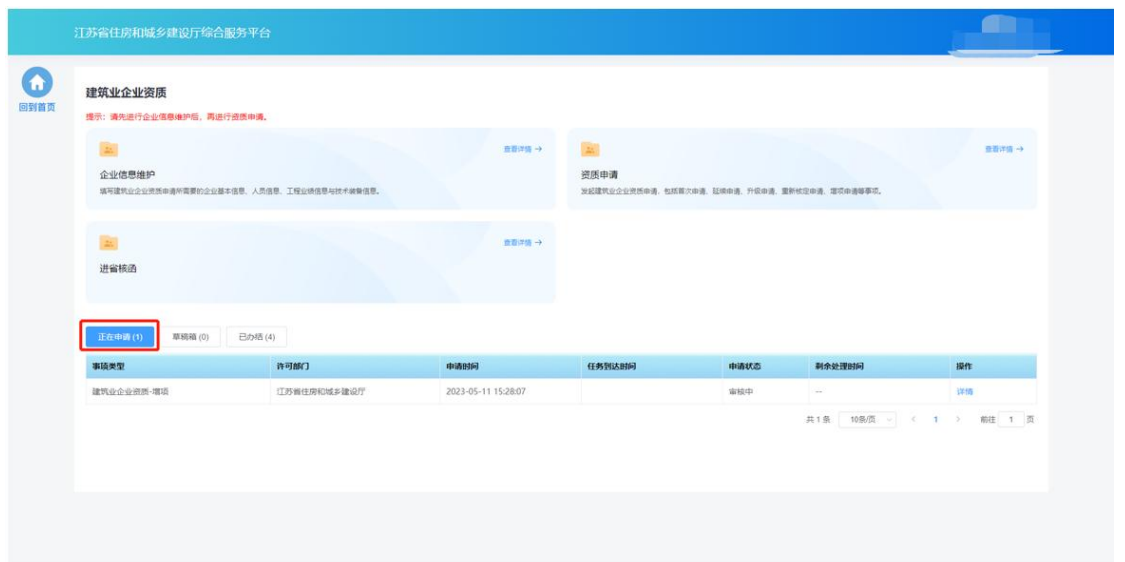 江苏省住房和城乡建设厅综合服务平台
回到首页
建筑业企业资质
提示：请先进行企业信息维护后，再进行资质申请。
查看详情 →
企业信息维护
填写建筑业企业资质申请所需要的企业基本信息、人员信息、工程业绩信息与技术装备信息。
查看详情 →
资质申请
发起建筑业企业资质申请，包括首次申请、延续申请、升级申请、重新核定申请、增项申请等事项。
查看详情 →
进省核函
正在申请 (1) 草稿箱 (0) 已办结 (4)
事项类型 许可部门 申请时间 任务到达时间 申请状态 剩余处理时间 操作
建筑业企业资质-增项 江苏省住房和城乡建设厅 2023-05-11 15:28:07 审核中 -- 详情
共 1 条 10条/页 < 1 > 前往 1 页